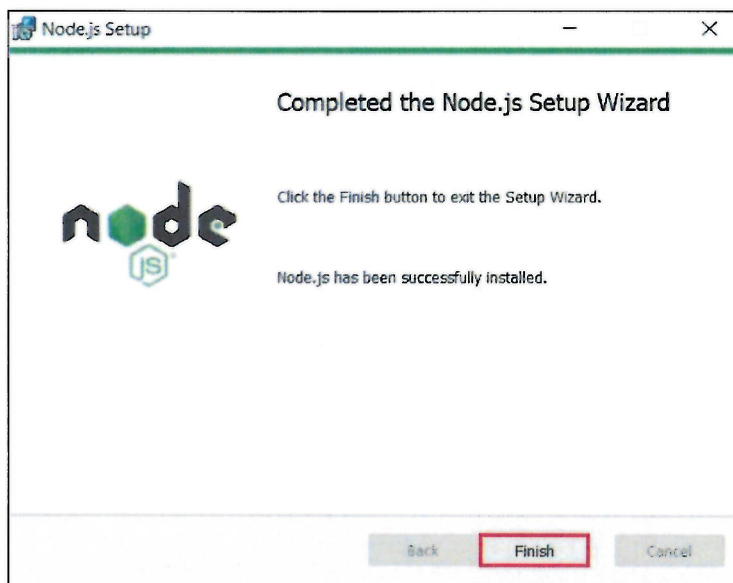 Node.js Setup
Completed the Node.js Setup Wizard
node
JS
Click the Finish button to exit the Setup Wizard.
Node.js has been successfully installed.
Back
Finish
Cancel